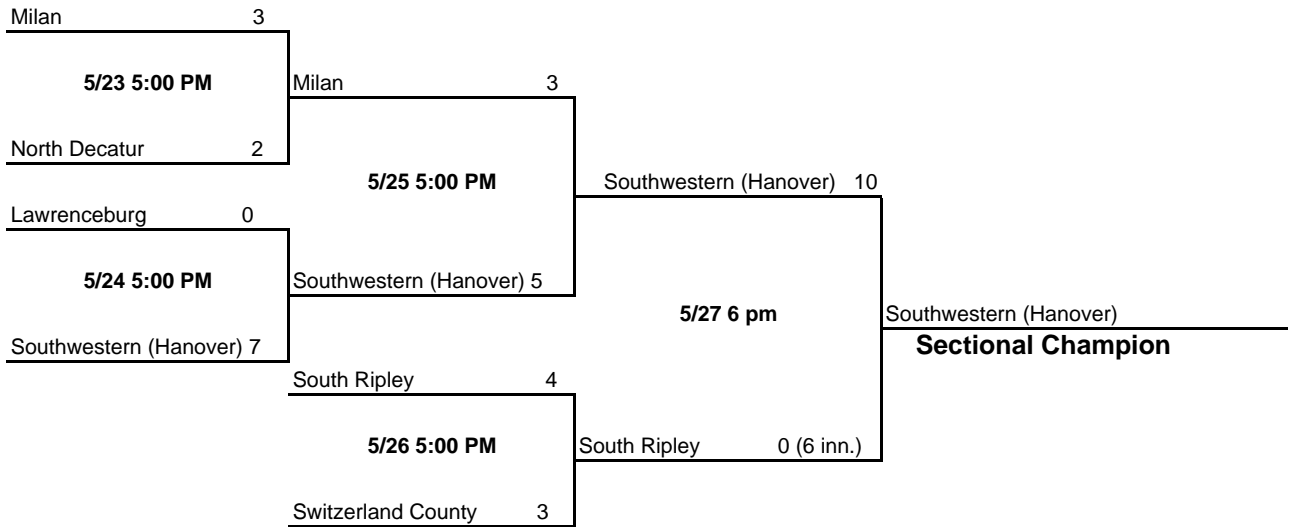 Milan 3
5/23 5:00 PM
Milan 3
North Decatur 2
5/25 5:00 PM
Southwestern (Hanover) 10
Lawrenceburg 0
5/24 5:00 PM
Southwestern (Hanover) 5
5/27 6 pm
Southwestern (Hanover)
Southwestern (Hanover) 7
Sectional Champion
South Ripley 4
5/26 5:00 PM
South Ripley 0 (6 inn.)
Switzerland County 3